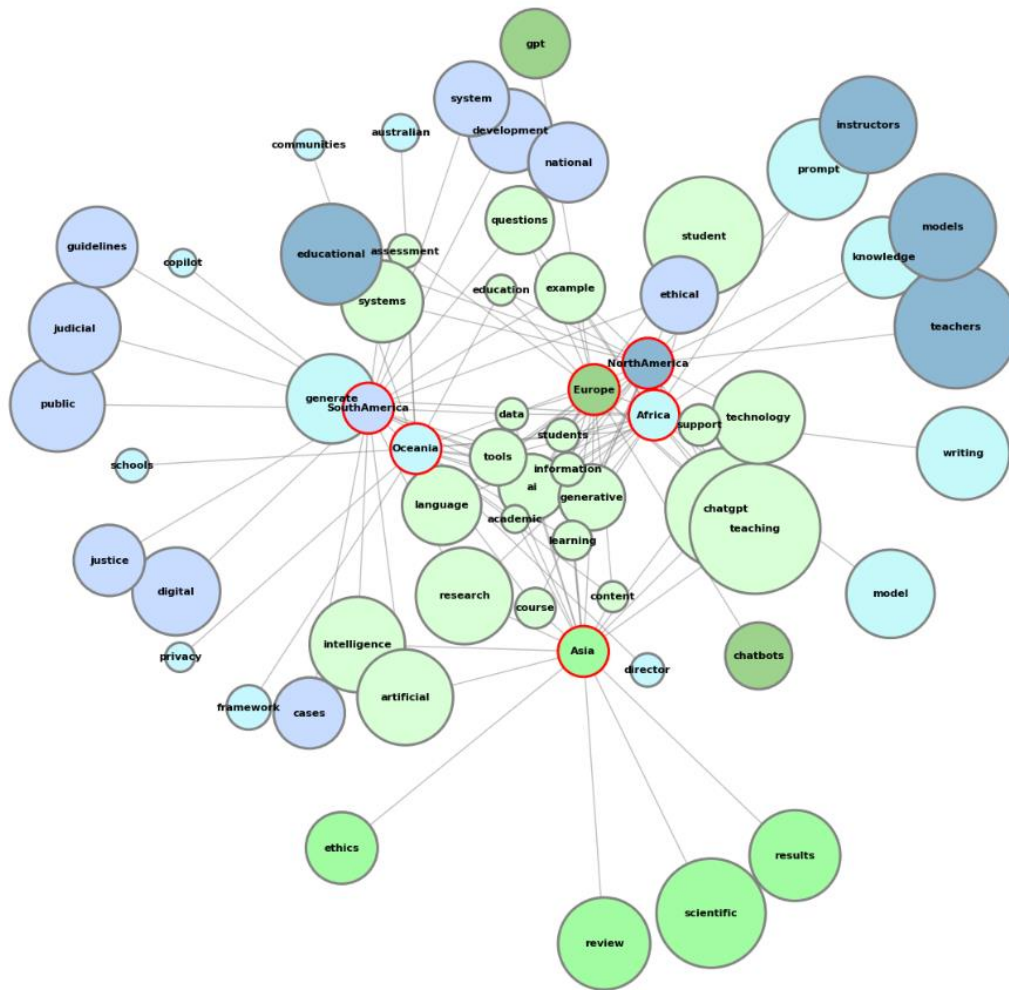 gpt
system
development
australian
communities
national
instructors
prompt
questions
student
models
guidelines
assessment
educational
knowledge
copilot
education
example
ethical
systems
judicial
teachers
NorthAmerica
Europe
generate
public
SouthAmerica
data
Africa
technology
support
students
Oceania
writing
tools
schools
information
ai
generative
language
chatgpt
academic
teaching
learning
justice
digital
research
content
model
course
intelligence
Asia
privacy
director
chatbots
artificial
framework
cases
ethics
results
scientific
review